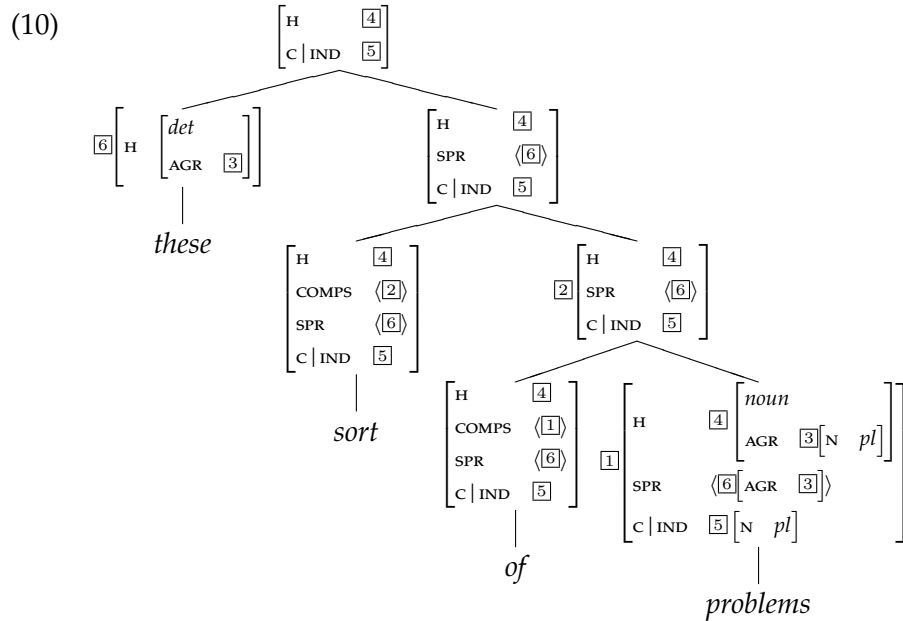 (10)
H 4
C | IND 5
6 H det
AGR 3
H 4
SPR ⟨6⟩
C | IND 5
these
H 4
COMPS ⟨2⟩
SPR ⟨6⟩
C | IND 5
2 H 4
SPR ⟨6⟩
C | IND 5
sort
H 4
COMPS ⟨1⟩
SPR ⟨6⟩
C | IND 5
1 H 4 noun
AGR 3 [N pl]
SPR ⟨6 [AGR 3]⟩
C | IND 5 [N pl]
of
problems